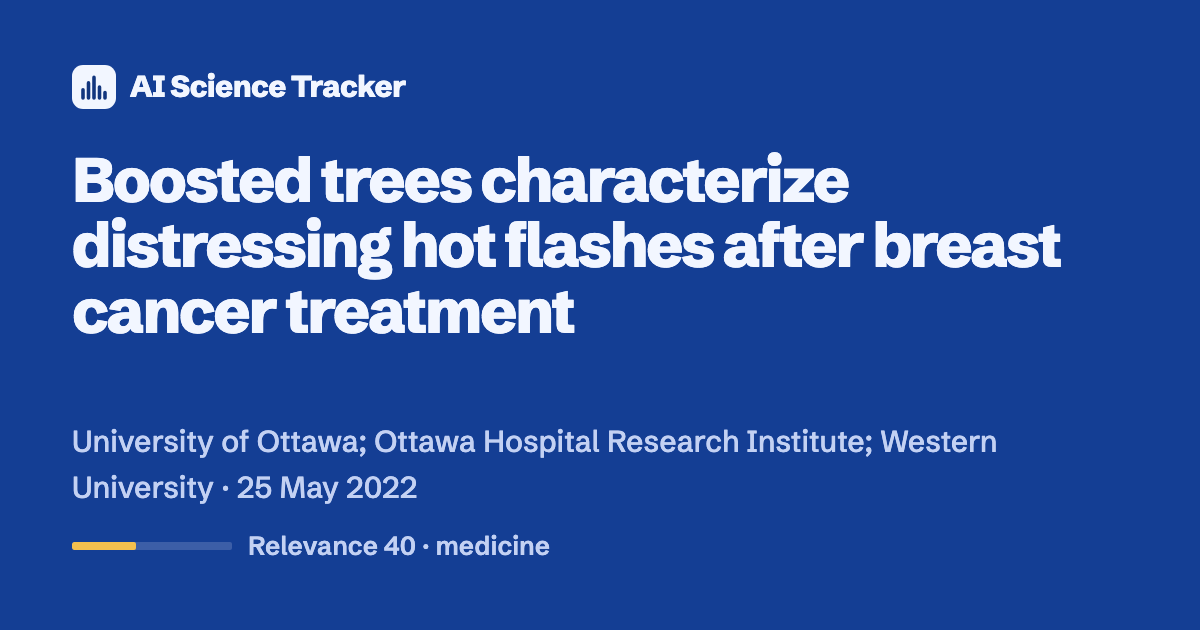 AI Science Tracker
Boosted trees characterize
distressing hot flashes after breast
cancer treatment
University of Ottawa; Ottawa Hospital Research Institute; Western
University · 25 May 2022
Relevance 40 · medicine